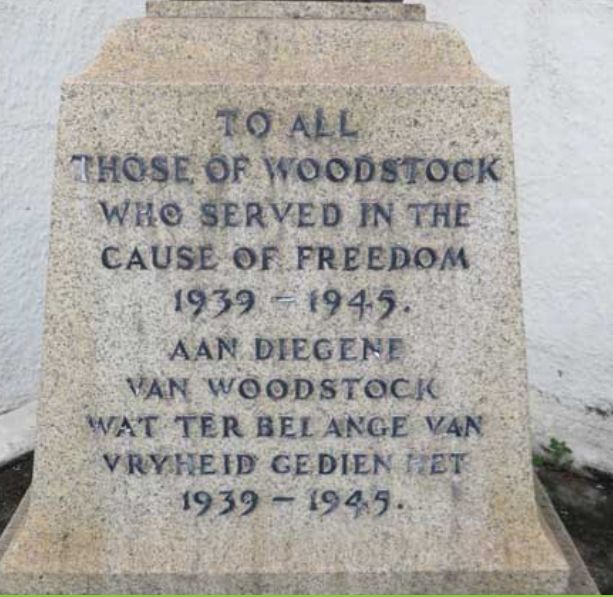 TO ALL
THOSE OF WOODSTOCK
WHO SERVED IN THE
CAUSE OF FREEDOM
1939 – 1945.
AAN DIEGENE
VAN WOODSTOCK
WAT TER BELANGE VAN
VRYHEID GEDIEN HET
1939 – 1945.